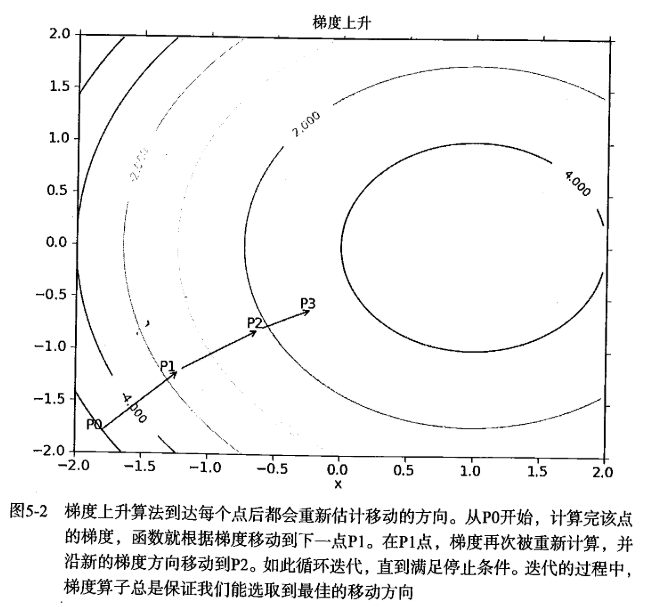 梯度上升
2.0
1.5
1.0
0.5
0.0
−0.5
−1.0
−1.5
−2.0
-2.000
2.000
4.000
-4.000
P0
P1
P2
P3
−2.0 −1.5 −1.0 −0.5 0.0 0.5 1.0 1.5 2.0
x
图5-2 梯度上升算法到达每个点后都会重新估计移动的方向。从P0开始，计算完该点
的梯度，函数就根据梯度移动到下一点P1。在P1点，梯度再次被重新计算，并
沿新的梯度方向移动到P2。如此循环迭代，直到满足停止条件。迭代的过程中，
梯度算子总是保证我们能选取到最佳的移动方向